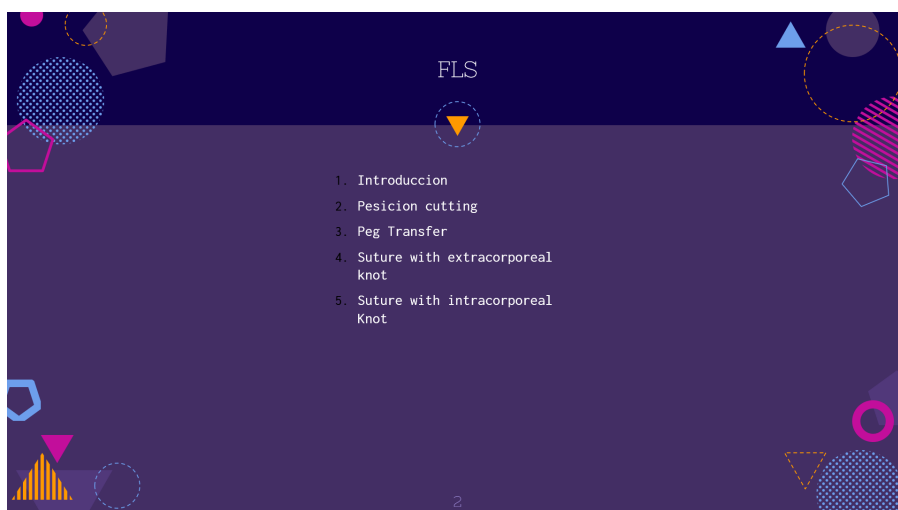 FLS
1. Introduccion
2. Pesicion cutting
3. Peg Transfer
4. Suture with extracorporeal
knot
5. Suture with intracorporeal
Knot
2